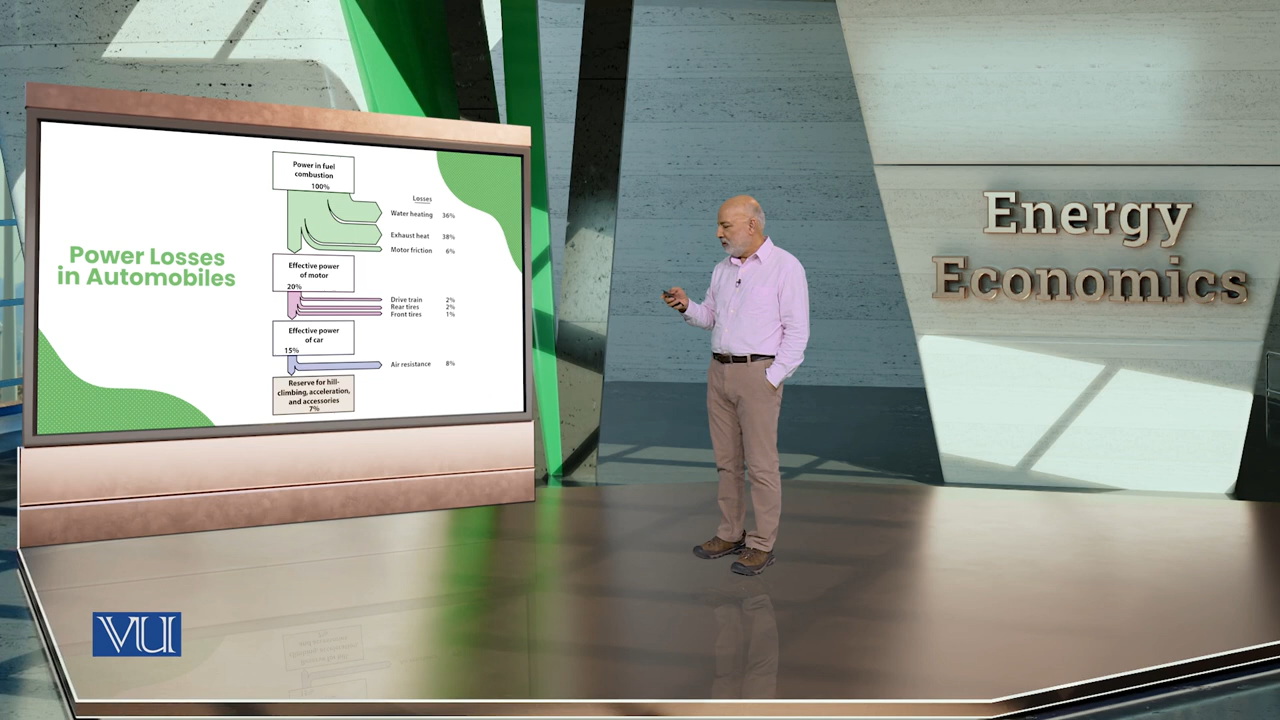 Power Losses
in Automobiles
Power in fuel
combustion
100%
Losses
Water heating 36%
Exhaust heat 38%
Motor friction 6%
Effective power
of motor
20%
Drive train 2%
Rear tires 2%
Front tires 1%
Effective power
of car
15%
Air resistance 8%
Reserve for hill-
climbing, acceleration,
and accessories
7%
Energy
Economics
VU